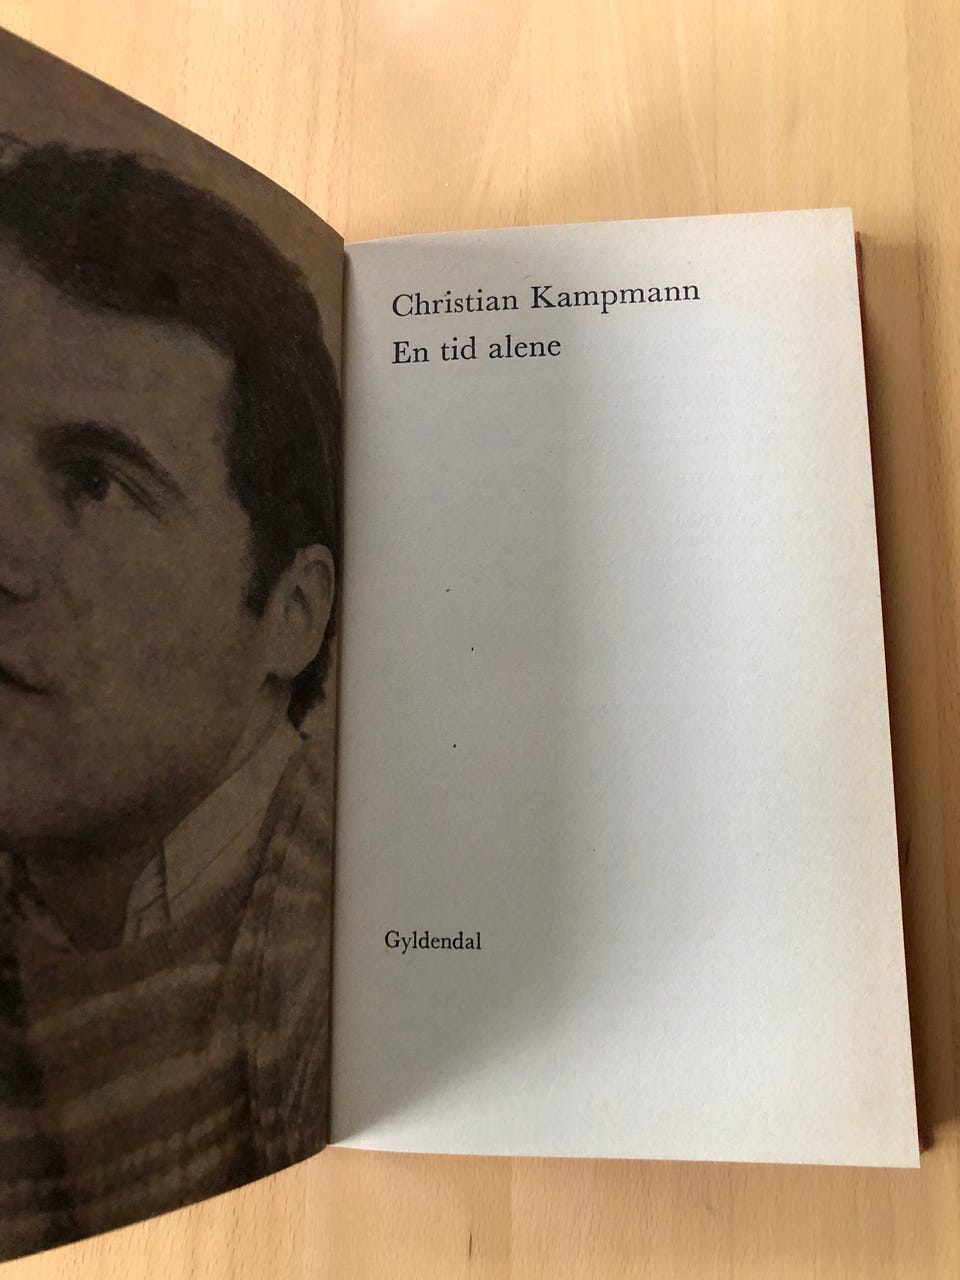 Christian Kampmann
En tid alene
Gyldendal